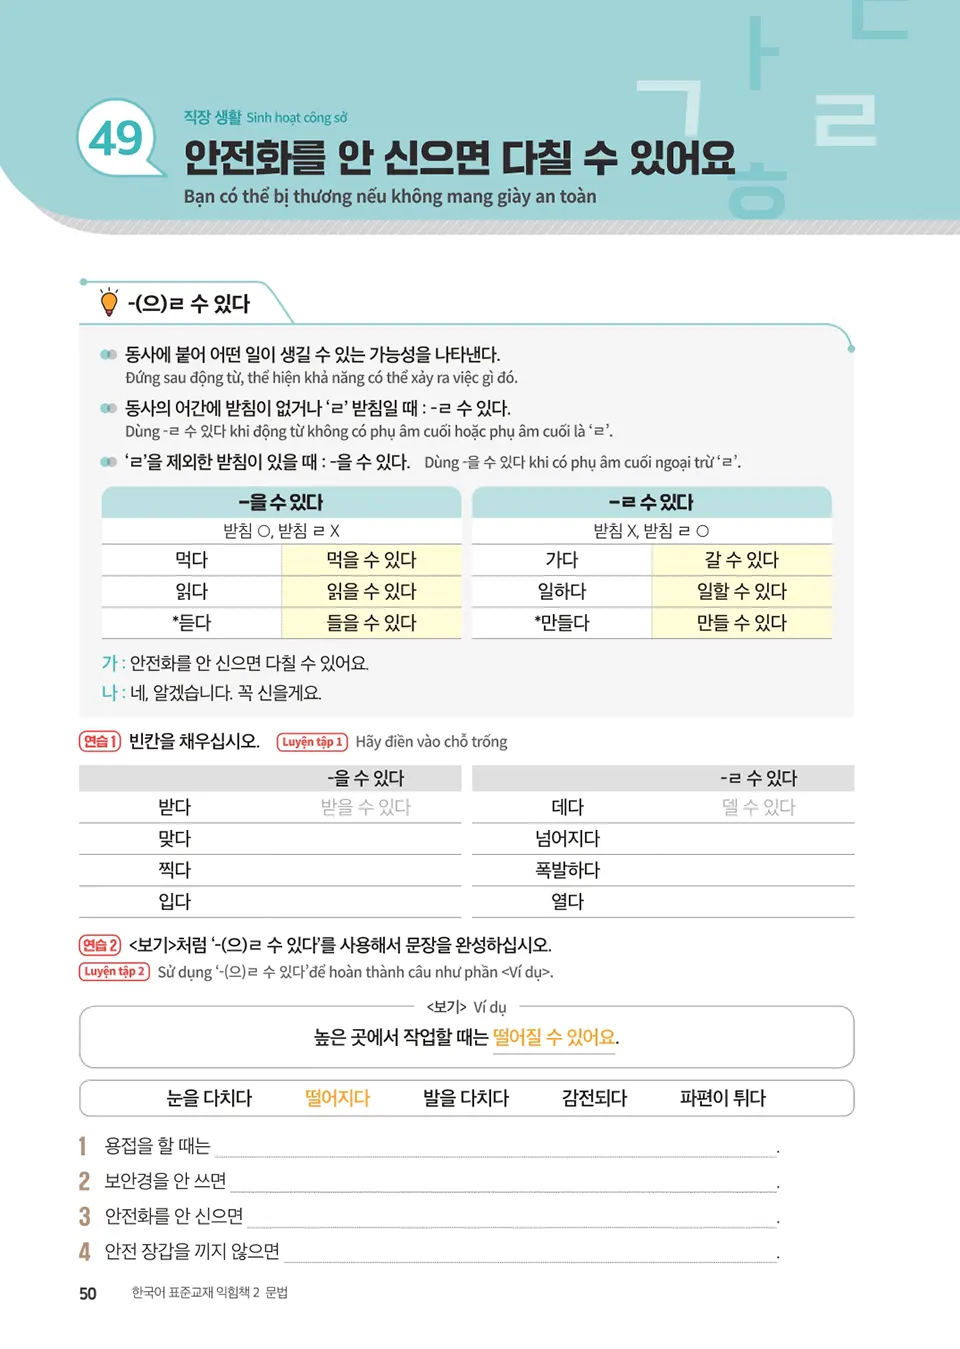 49
직장 생활 Sinh hoạt công sở
안전화를 안 신으면 다칠 수 있어요
Bạn có thể bị thương nếu không mang giày an toàn
ㄱ ㅏ ㄹ ㄷ ㅎ
-(으)ㄹ 수 있다
동사에 붙어 어떤 일이 생길 수 있는 가능성을 나타낸다.
Đứng sau động từ, thể hiện khả năng có thể xảy ra việc gì đó.
동사의 어간에 받침이 없거나 ‘ㄹ’ 받침일 때 : -ㄹ 수 있다.
Dùng -ㄹ 수 있다 khi động từ không có phụ âm cuối hoặc phụ âm cuối là ‘ㄹ’.
‘ㄹ’을 제외한 받침이 있을 때 : -을 수 있다. Dùng -을 수 있다 khi có phụ âm cuối ngoại trừ ‘ㄹ’.
-을 수 있다 -ㄹ 수 있다
받침 O, 받침 ㄹ X 받침 X, 받침 ㄹ O
먹다 먹을 수 있다 가다 갈 수 있다
읽다 읽을 수 있다 일하다 일할 수 있다
*듣다 들을 수 있다 *만들다 만들 수 있다
가 : 안전화를 안 신으면 다칠 수 있어요.
나 : 네, 알겠습니다. 꼭 신을게요.
연습 1 빈칸을 채우십시오. Luyện tập 1 Hãy điền vào chỗ trống
-을 수 있다 -ㄹ 수 있다
받다 받을 수 있다 데다 델 수 있다
맞다 넘어지다
찍다 폭발하다
입다 열다
연습 2 <보기>처럼 ‘-(으)ㄹ 수 있다’를 사용해서 문장을 완성하십시오.
Luyện tập 2 Sử dụng ‘-(으)ㄹ 수 있다’để hoàn thành câu như phần <Ví dụ>.
<보기> Ví dụ
높은 곳에서 작업할 때는 떨어질 수 있어요.
눈을 다치다 떨어지다 발을 다치다 감전되다 파편이 튀다
1 용접을 할 때는 .
2 보안경을 안 쓰면 .
3 안전화를 안 신으면 .
4 안전 장갑을 끼지 않으면 .
50 한국어 표준교재 익힘책 2 문법